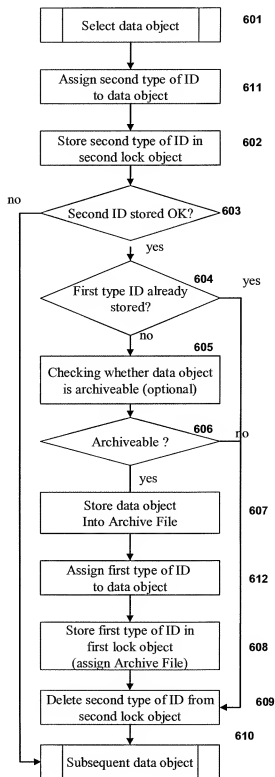 Select data object
601
Assign second type of ID
to data object
611
Store second type of ID in
second lock object
602
no
Second ID stored OK?
603
yes
604
First type ID already
stored?
yes
no
605
Checking whether data object
is archiveable (optional)
606
Archiveable ?
no
yes
Store data object
Into Archive File
607
Assign first type of ID
to data object
612
Store first type of ID in
first lock object
(assign Archive File)
608
Delete second type of ID from
second lock object
609
610
Subsequent data object